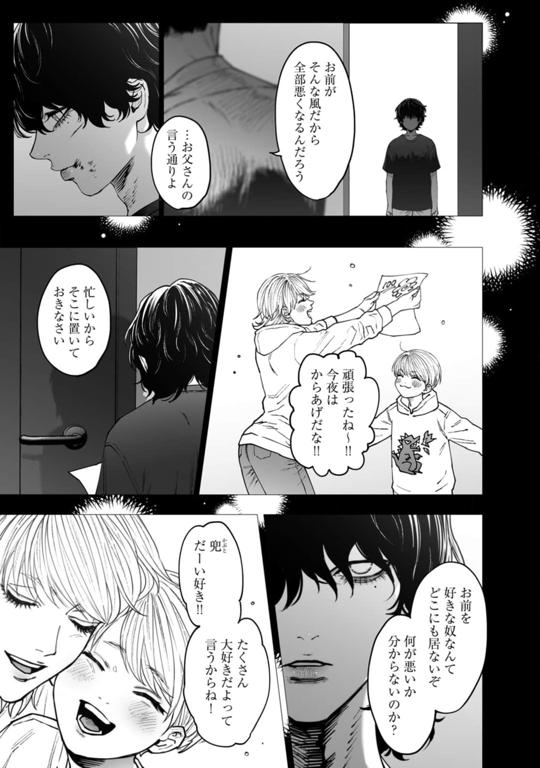 お前が
そんな風だから
全部悪くなるんだろう
…お父さんの
言う通りよ
100
頑張ったね〜!!
今夜は
からあげだな!!
忙しいから
そこに置いて
おきなさい
お前を
好きな奴なんて
どこにも居ないぞ
何が悪いか
分からないのか?
兜
かぶと
だーい好き!!
たくさん
大好きだよって
言うからね!